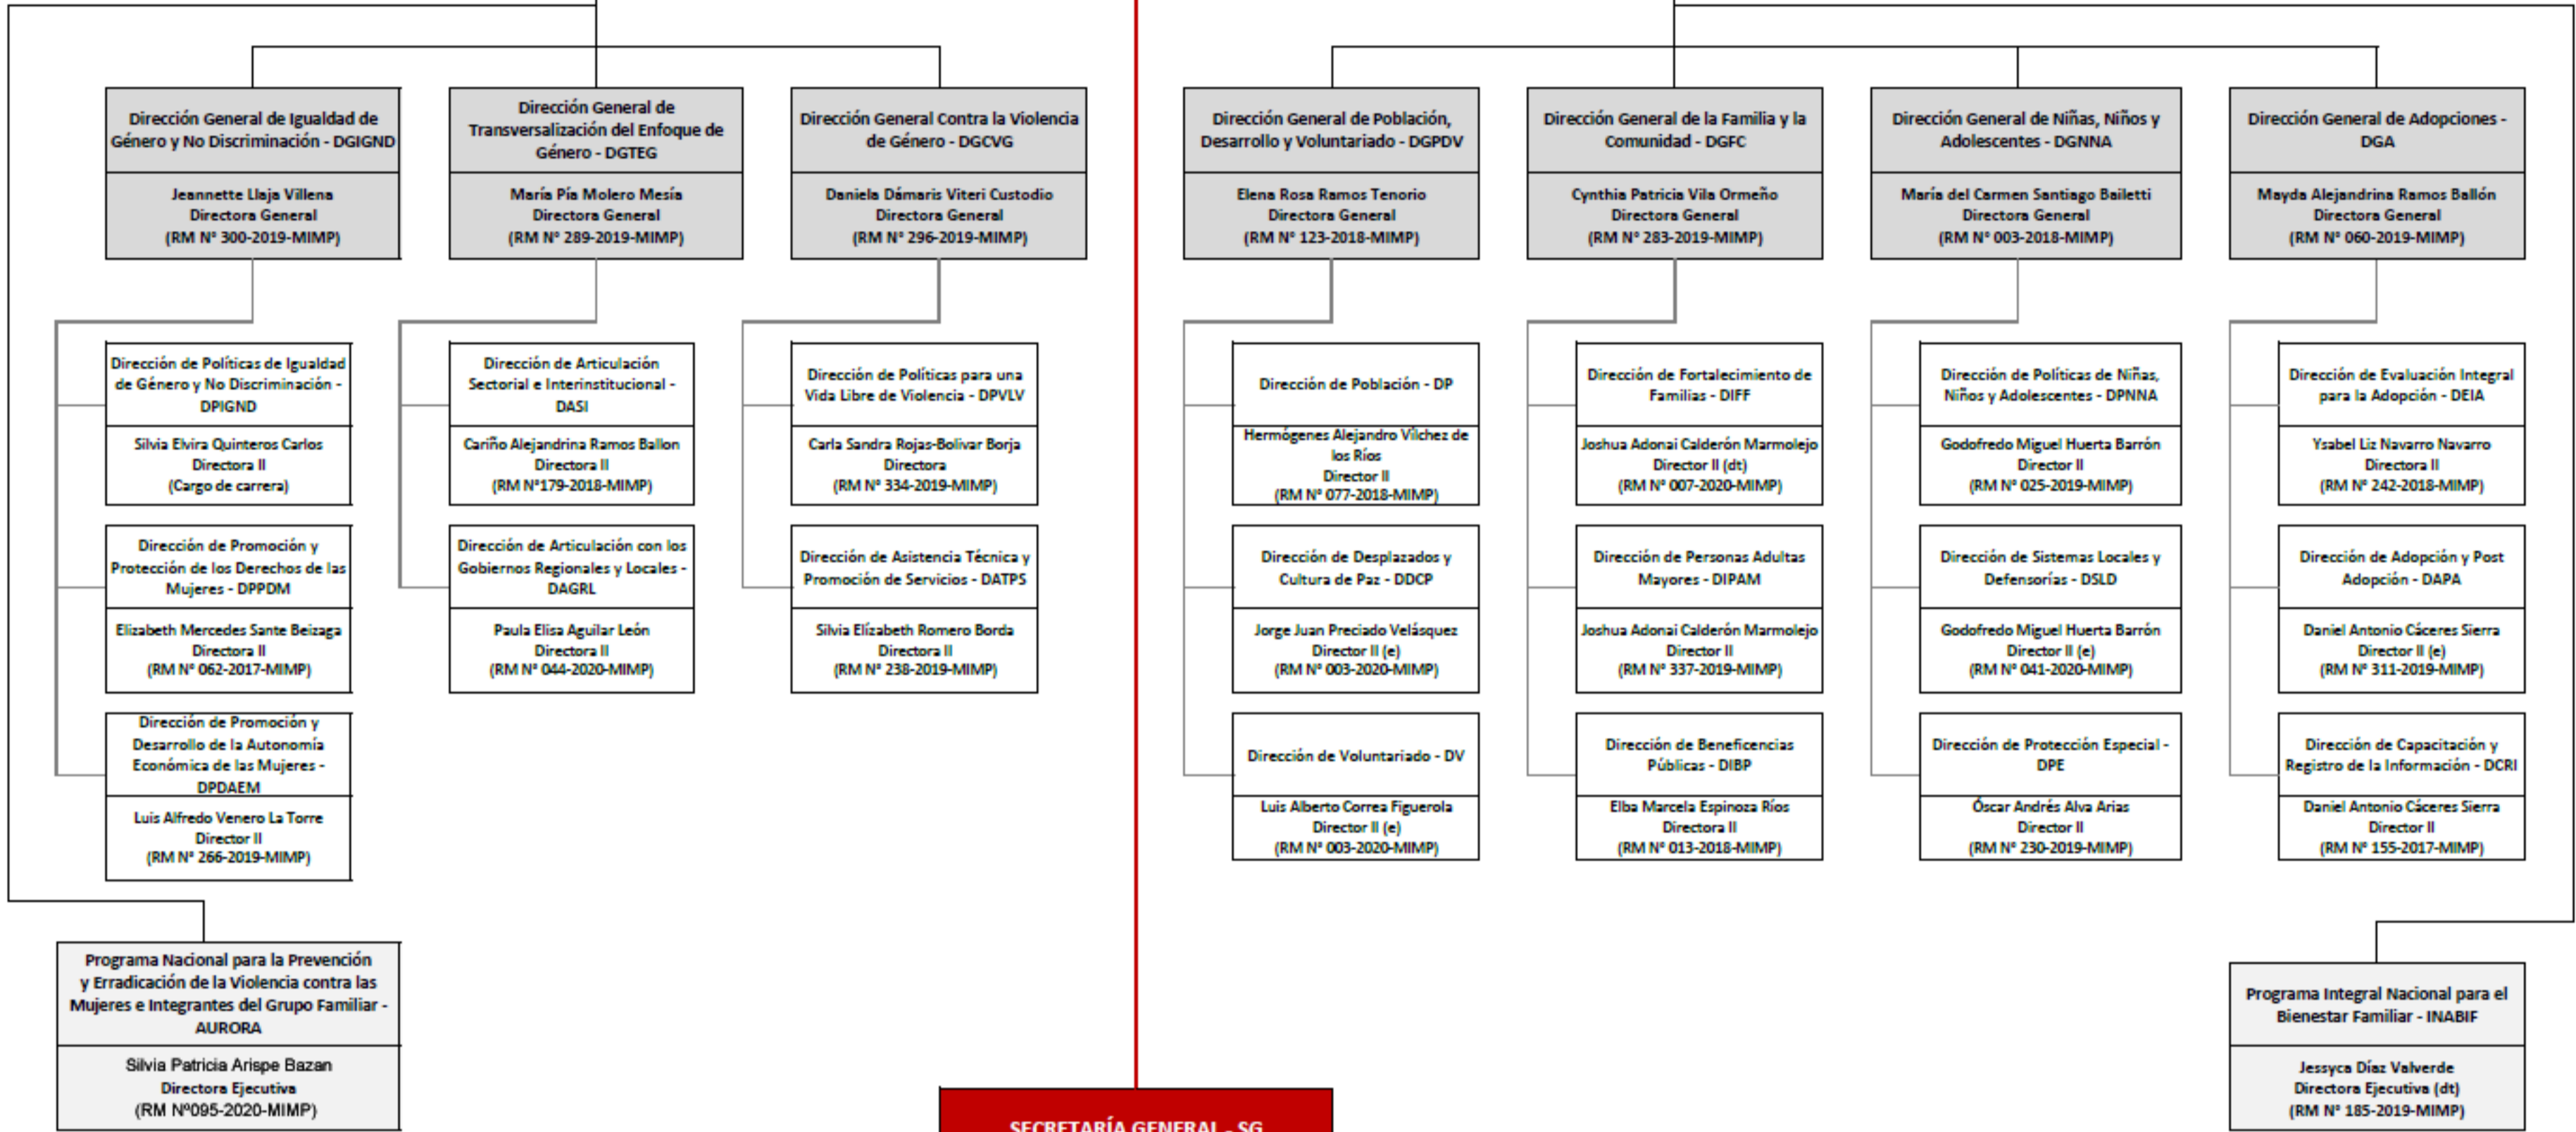 Dirección General de Igualdad de
Género y No Discriminación - DGIGND
Jeannette Llaja Villena
Directora General
(RM N° 300-2019-MIMP)
Dirección General de
Transversalización del Enfoque de
Género - DGTEG
María Pía Molero Mesía
Directora General
(RM N° 289-2019-MIMP)
Dirección General Contra la Violencia
de Género - DGCVG
Daniela Dámaris Viteri Custodio
Directora General
(RM N° 296-2019-MIMP)
Dirección General de Población,
Desarrollo y Voluntariado - DGPDV
Elena Rosa Ramos Tenorio
Directora General
(RM N° 123-2018-MIMP)
Dirección General de la Familia y la
Comunidad - DGFC
Cynthia Patricia Vila Ormeño
Directora General
(RM N° 283-2019-MIMP)
Dirección General de Niñas, Niños y
Adolescentes - DGNNA
María del Carmen Santiago Bailetti
Directora General
(RM N° 003-2018-MIMP)
Dirección General de Adopciones -
DGA
Mayda Alejandrina Ramos Ballón
Directora General
(RM N° 060-2019-MIMP)
Dirección de Políticas de Igualdad
de Género y No Discriminación -
DPIGND
Silvia Elvira Quinteros Carlos
Directora II
(Cargo de carrera)
Dirección de Promoción y
Protección de los Derechos de las
Mujeres - DPPDM
Elizabeth Mercedes Sante Beizaga
Directora II
(RM N° 062-2017-MIMP)
Dirección de Promoción y
Desarrollo de la Autonomía
Económica de las Mujeres -
DPDAEM
Luis Alfredo Venero La Torre
Director II
(RM N° 266-2019-MIMP)
Dirección de Articulación
Sectorial e Interinstitucional -
DASI
Cariño Alejandrina Ramos Ballon
Directora II
(RM N°179-2018-MIMP)
Dirección de Articulación con los
Gobiernos Regionales y Locales -
DAGRL
Paula Elisa Aguilar León
Directora II
(RM N° 044-2020-MIMP)
Dirección de Políticas para una
Vida Libre de Violencia - DPVLV
Carla Sandra Rojas-Bolivar Borja
Directora
(RM N° 334-2019-MIMP)
Dirección de Asistencia Técnica y
Promoción de Servicios - DATPS
Silvia Elízabeth Romero Borda
Directora II
(RM N° 238-2019-MIMP)
Dirección de Población - DP
Hermógenes Alejandro Vílchez de
los Ríos
Director II
(RM N° 077-2018-MIMP)
Dirección de Desplazados y
Cultura de Paz - DDCP
Jorge Juan Preciado Velásquez
Director II (e)
(RM N° 003-2020-MIMP)
Dirección de Voluntariado - DV
Luis Alberto Correa Figuerola
Director II (e)
(RM N° 003-2020-MIMP)
Dirección de Fortalecimiento de
Familias - DIFF
Joshua Adonai Calderón Marmolejo
Director II (dt)
(RM N° 007-2020-MIMP)
Dirección de Personas Adultas
Mayores - DIPAM
Joshua Adonai Calderón Marmolejo
Director II
(RM N° 337-2019-MIMP)
Dirección de Beneficencias
Públicas - DIBP
Elba Marcela Espinoza Ríos
Directora II
(RM N° 013-2018-MIMP)
Dirección de Políticas de Niñas,
Niños y Adolescentes - DPNNA
Godofredo Miguel Huerta Barrón
Director II
(RM N° 025-2019-MIMP)
Dirección de Sistemas Locales y
Defensorías - DSLD
Godofredo Miguel Huerta Barrón
Director II (e)
(RM N° 041-2020-MIMP)
Dirección de Protección Especial -
DPE
Óscar Andrés Alva Arias
Director II
(RM N° 230-2019-MIMP)
Dirección de Evaluación Integral
para la Adopción - DEIA
Ysabel Liz Navarro Navarro
Directora II
(RM N° 242-2018-MIMP)
Dirección de Adopción y Post
Adopción - DAPA
Daniel Antonio Cáceres Sierra
Director II (e)
(RM N° 311-2019-MIMP)
Dirección de Capacitación y
Registro de la Información - DCRI
Daniel Antonio Cáceres Sierra
Director II
(RM N° 155-2017-MIMP)
Programa Nacional para la Prevención
y Erradicación de la Violencia contra las
Mujeres e Integrantes del Grupo Familiar -
AURORA
Silvia Patricia Arispe Bazan
Directora Ejecutiva
(RM Nº095-2020-MIMP)
Programa Integral Nacional para el
Bienestar Familiar - INABIF
Jessyca Díaz Valverde
Directora Ejecutiva (dt)
(RM N° 185-2019-MIMP)
SECRETARÍA GENERAL - SG